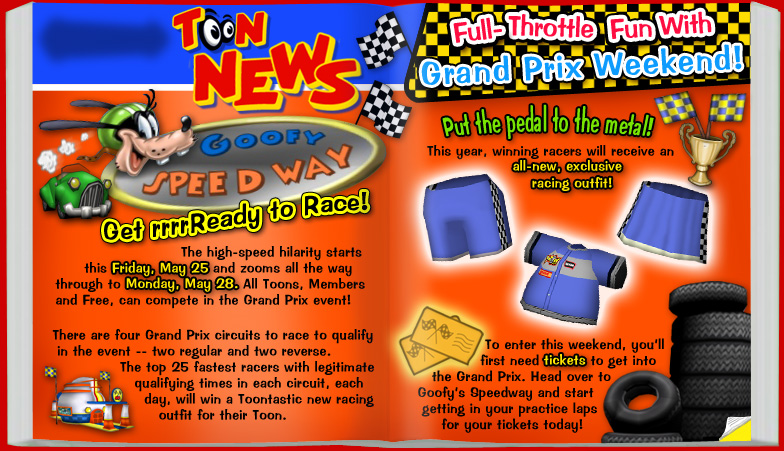 TOON
NEWS
GOOFY
SPEEDWAY
Get rrrrReady to Race!
The high-speed hilarity starts
this Friday, May 25 and zooms all the way
through to Monday, May 28. All Toons, Members
and Free, can compete in the Grand Prix event!
There are four Grand Prix circuits to race to qualify
in the event -- two regular and two reverse.
The top 25 fastest racers with legitimate
qualifying times in each circuit, each
day, will win a Toontastic new racing
outfit for their Toon.
Full-Throttle Fun With
Grand Prix Weekend!
Put the pedal to the metal!
This year, winning racers will receive an
all-new, exclusive
racing outfit!
To enter this weekend, you'll
first need tickets to get into
the Grand Prix. Head over to
Goofy's Speedway and start
getting in your practice laps
for your tickets today!